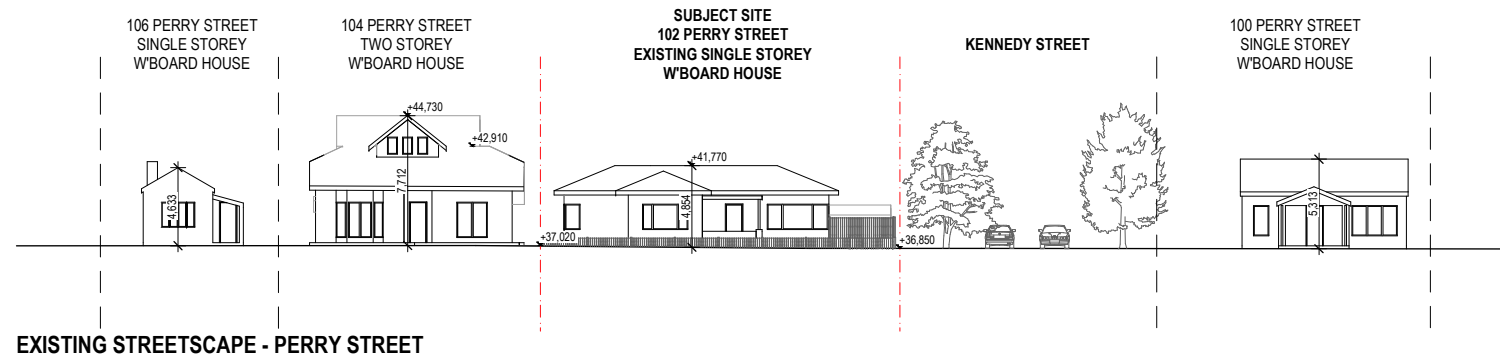 106 PERRY STREET
SINGLE STOREY
W'BOARD HOUSE
104 PERRY STREET
TWO STOREY
W'BOARD HOUSE
SUBJECT SITE
102 PERRY STREET
EXISTING SINGLE STOREY
W'BOARD HOUSE
KENNEDY STREET
100 PERRY STREET
SINGLE STOREY
W'BOARD HOUSE
+44,730
+42,910
+41,770
4,633
7,712
4,854
5,313
+37,020
+36,850
EXISTING STREETSCAPE - PERRY STREET